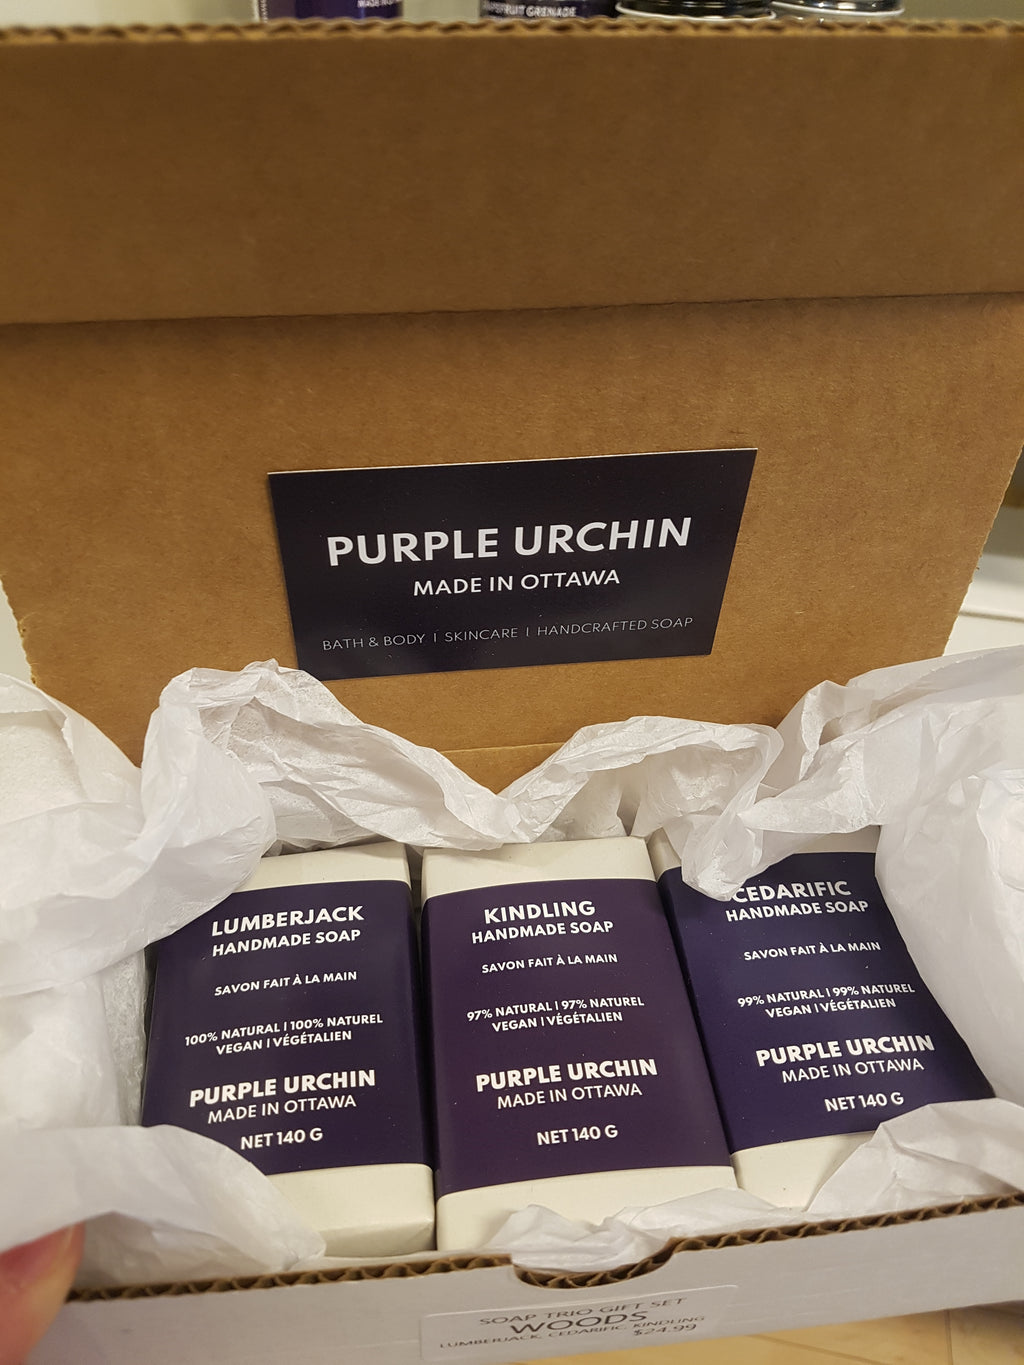 MADE IN
GRENADE
PURPLE URCHIN
MADE IN OTTAWA
BATH & BODY | SKINCARE | HANDCRAFTED SOAP
LUMBERJACK
HANDMADE SOAP
SAVON FAIT À LA MAIN
100% NATURAL | 100% NATUREL
VEGAN | VÉGÉTALIEN
PURPLE URCHIN
MADE IN OTTAWA
NET 140 G
KINDLING
HANDMADE SOAP
SAVON FAIT À LA MAIN
97% NATURAL | 97% NATUREL
VEGAN | VÉGÉTALIEN
PURPLE URCHIN
MADE IN OTTAWA
NET 140 G
CEDARIFIC
HANDMADE SOAP
SAVON FAIT À LA MAIN
99% NATURAL | 99% NATUREL
VEGAN | VÉGÉTALIEN
PURPLE URCHIN
MADE IN OTTAWA
NET 140 G
SOAP TRIO GIFT SET
WOODS
LUMBERJACK, CEDARIFIC, KINDLING
$24.99